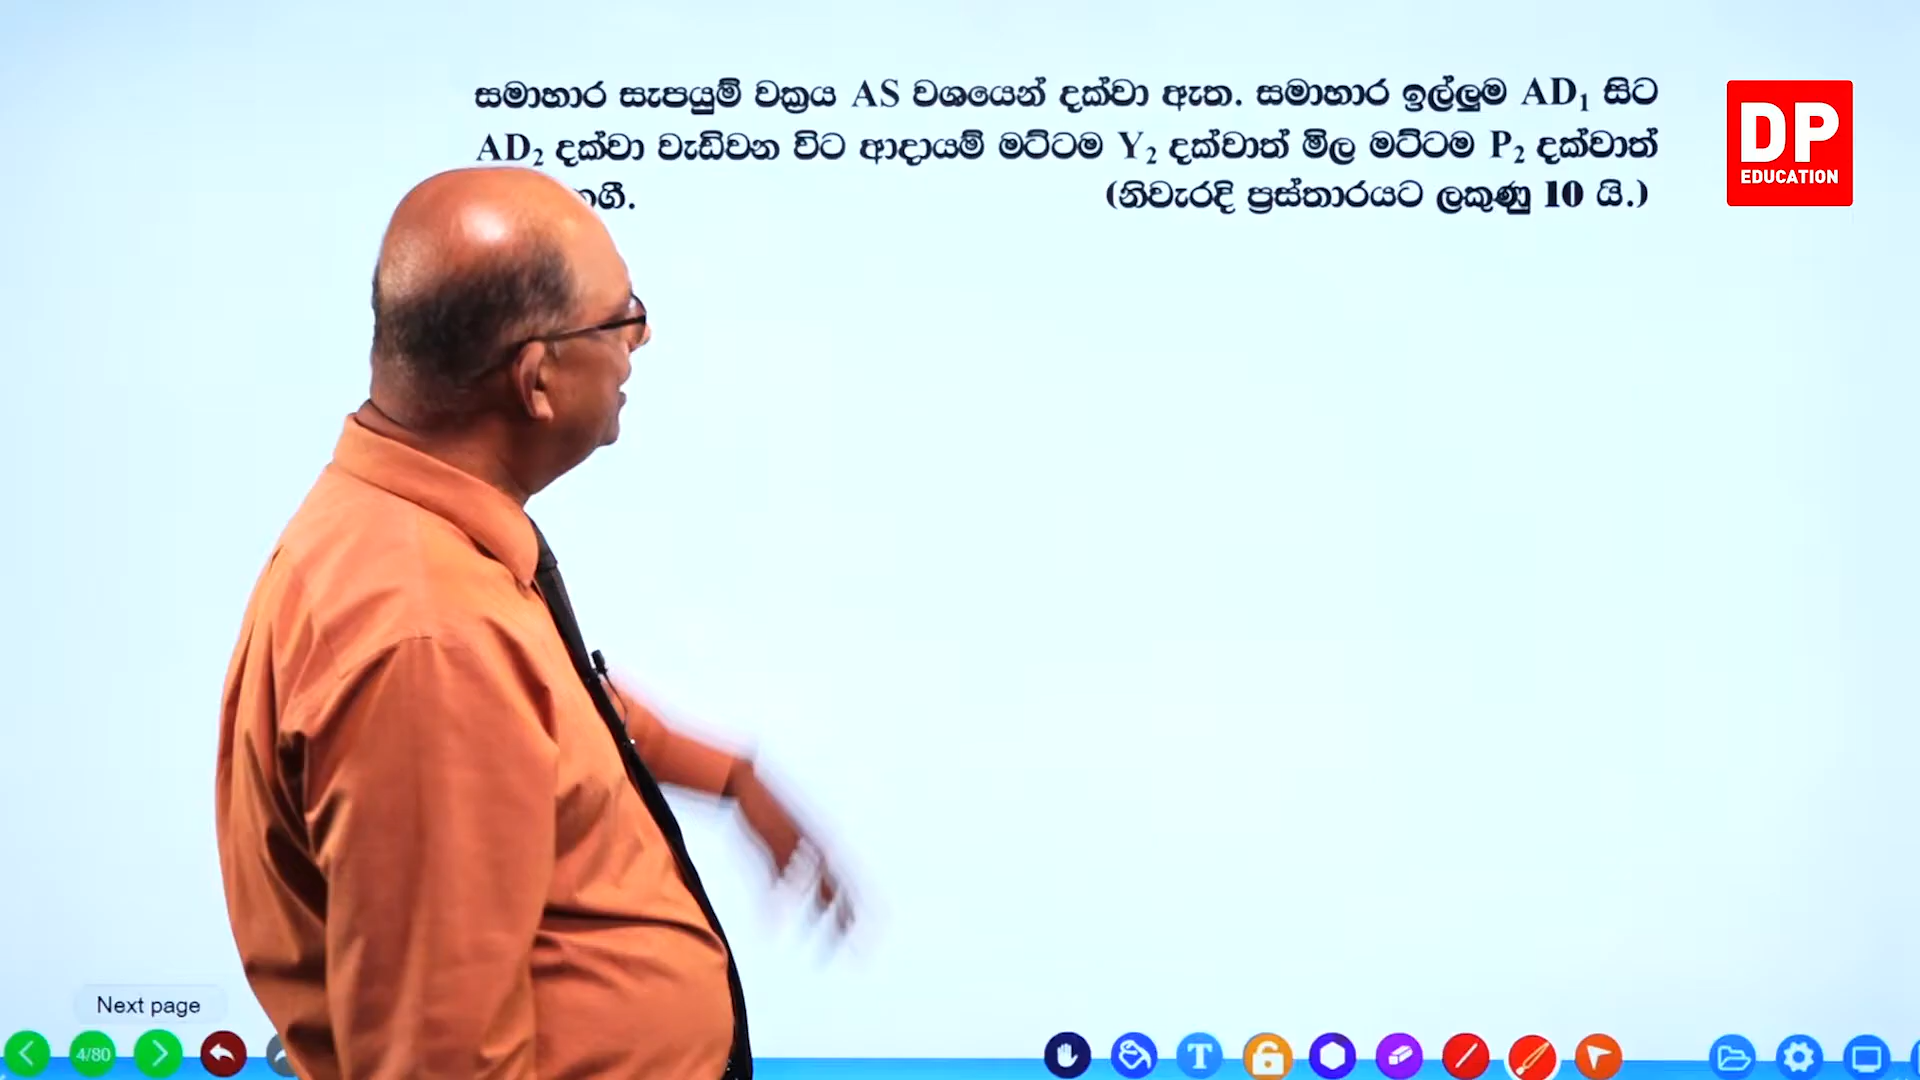 සමාහාර සැපයුම් වක්‍රය AS වශයෙන් දක්වා ඇත. සමාහාර ඉල්ලුම AD₁ සිට
AD₂ දක්වා වැඩිවන විට ආදායම් මට්ටම Y₂ දක්වාත් මිල මට්ටම P₂ දක්වාත්
(නිවැරදි ප්‍රස්තාරයට ලකුණු 10 යි.)
DP
EDUCATION
Next page
4/80
T